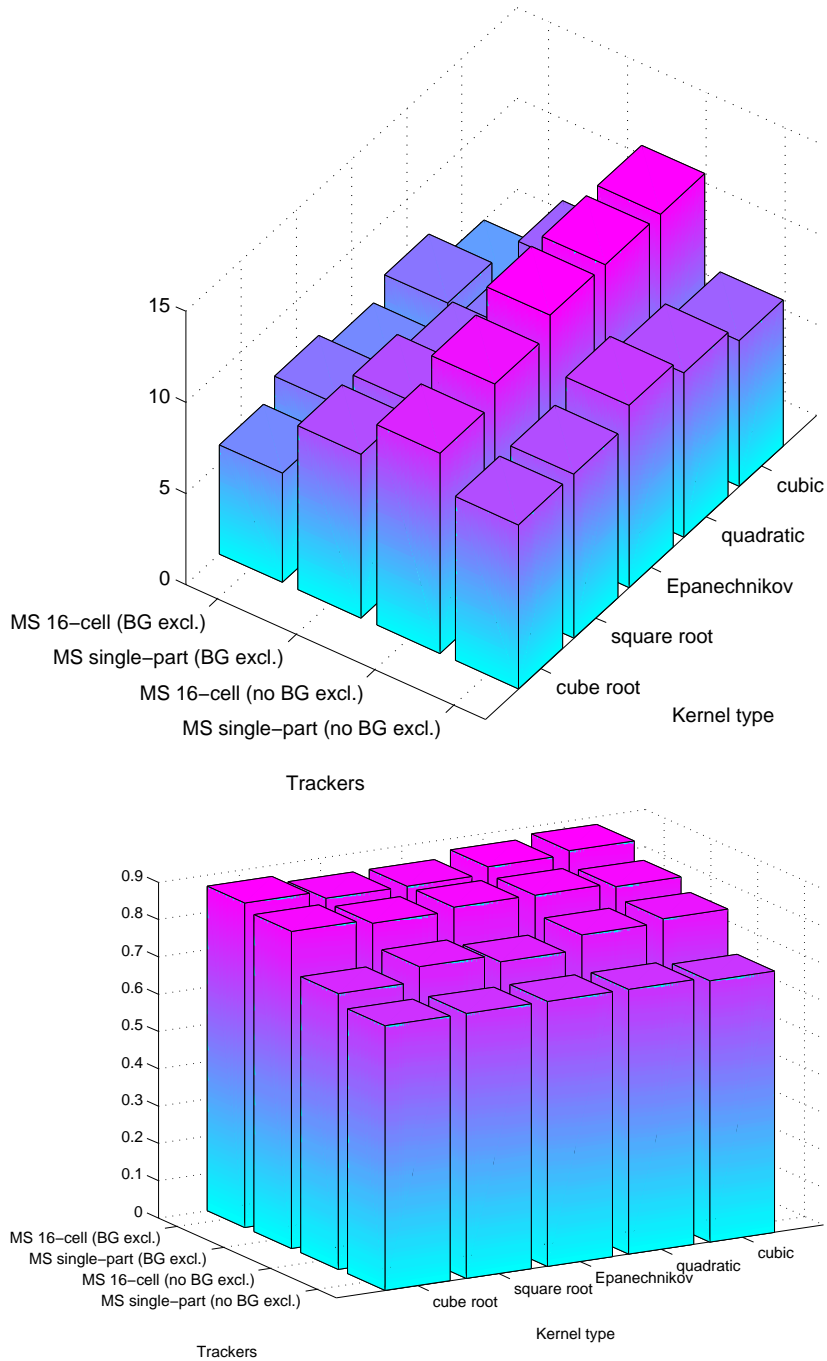 15
10
5
0
MS 16−cell (BG excl.)
MS single−part (BG excl.)
MS 16−cell (no BG excl.)
MS single−part (no BG excl.)
cubic
quadratic
Epanechnikov
square root
cube root
Kernel type
Trackers
0.9
0.8
0.7
0.6
0.5
0.4
0.3
0.2
0.1
0
MS 16−cell (BG excl.)
MS single−part (BG excl.)
MS 16−cell (no BG excl.)
MS single−part (no BG excl.)
cube root
square root
Epanechnikov
quadratic
cubic
Kernel type
Trackers